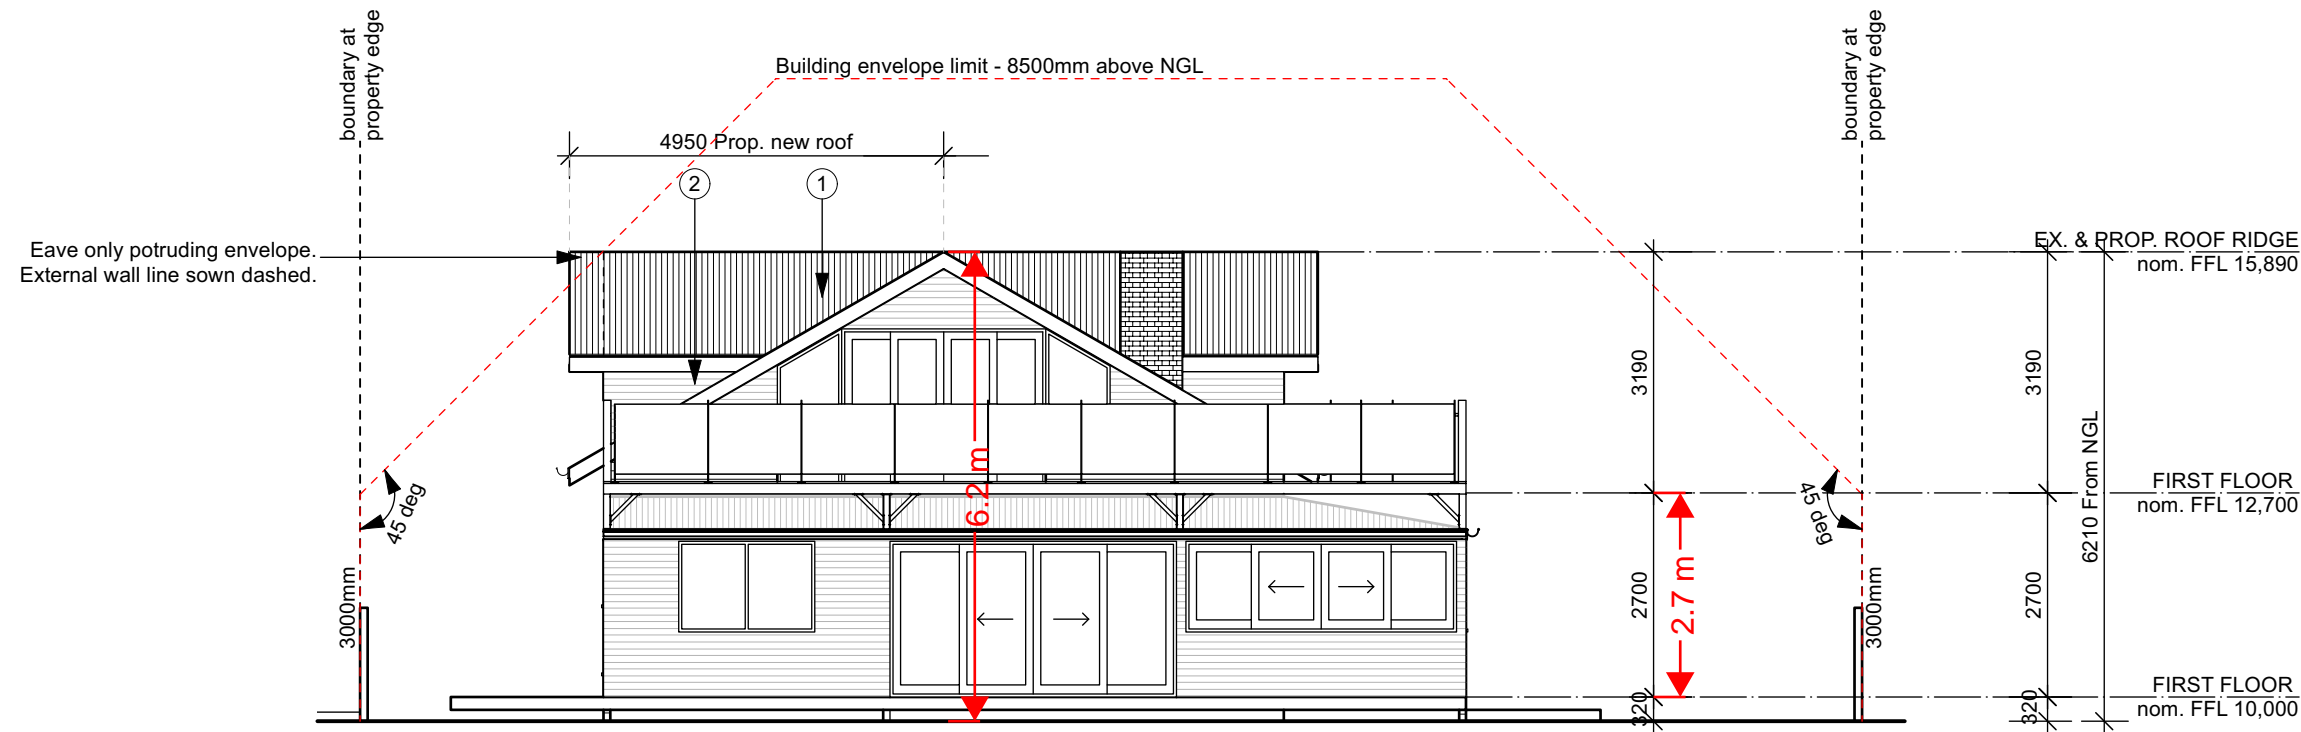 boundary at
property edge
Building envelope limit - 8500mm above NGL
boundary at
property edge
4950 Prop. new roof
2
1
Eave only potruding envelope.
External wall line sown dashed.
EX. & PROP. ROOF RIDGE
nom. FFL 15,890
3190
3190
6210 From NGL
45 deg
6.2 m
45 deg
FIRST FLOOR
nom. FFL 12,700
3000mm
2700
2.7 m
3000mm
2700
320
320
FIRST FLOOR
nom. FFL 10,000